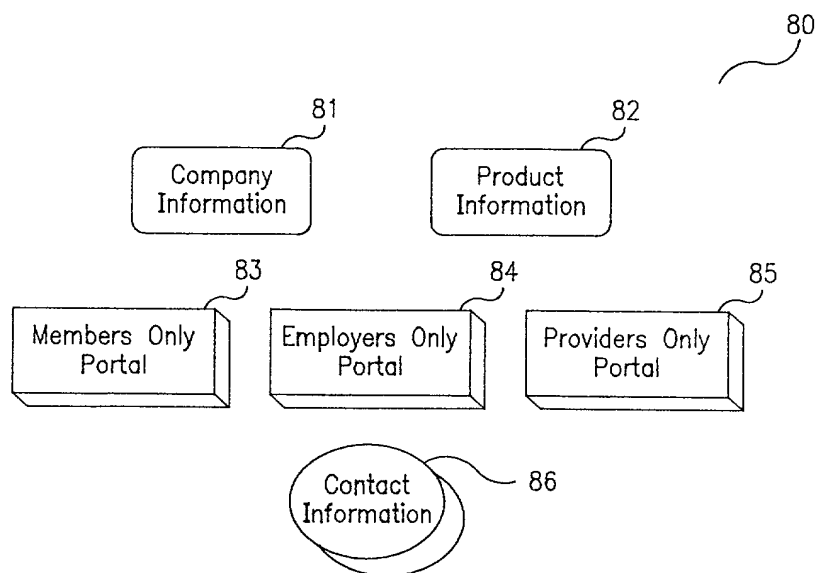 80
81
82
Company
Information
Product
Information
83
84
85
Members Only
Portal
Employers Only
Portal
Providers Only
Portal
86
Contact
Information